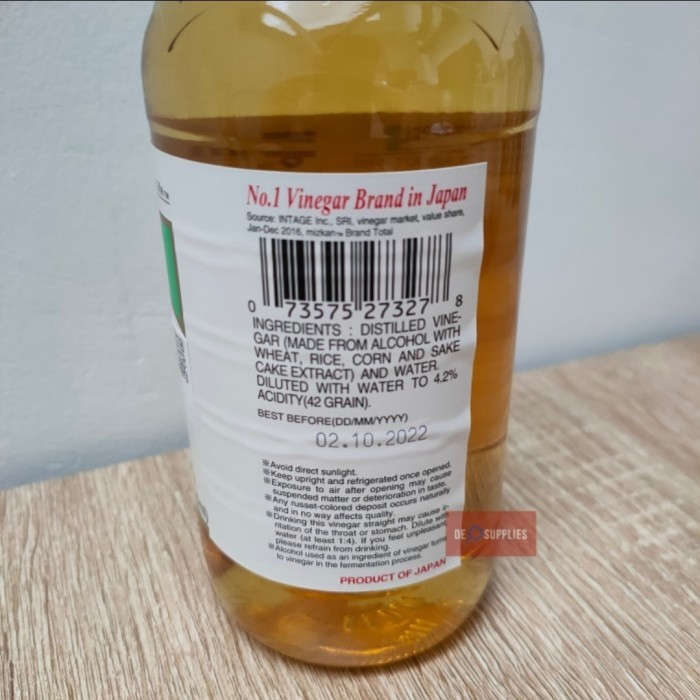 No.1 Vinegar Brand in Japan
Source: INTAGE Inc., SRI, vinegar market, value share,
Jan-Dec 2016, mizkan™ Brand Total
0 73575 27327 8
INGREDIENTS : DISTILLED VINE-
GAR (MADE FROM ALCOHOL WITH
WHEAT, RICE, CORN AND SAKE
CAKE EXTRACT) AND WATER.
DILUTED WITH WATER TO 4.2%
ACIDITY(42 GRAIN).
BEST BEFORE(DD/MM/YYYY)
02.10.2022
※Avoid direct sunlight.
※Keep upright and refrigerated once opened.
※Exposure to air after opening may cause
suspended matter or deterioration in taste.
※Any russet-colored deposit occurs naturally
and in no way affects quality.
※Drinking this vinegar straight may cause ir-
ritation of the throat or stomach. Dilute with
water (at least 1:4). If you feel unpleasant,
please refrain from drinking.
※Alcohol used as an ingredient of vinegar turns
to vinegar in the fermentation process.
PRODUCT OF JAPAN
SUPPLIES